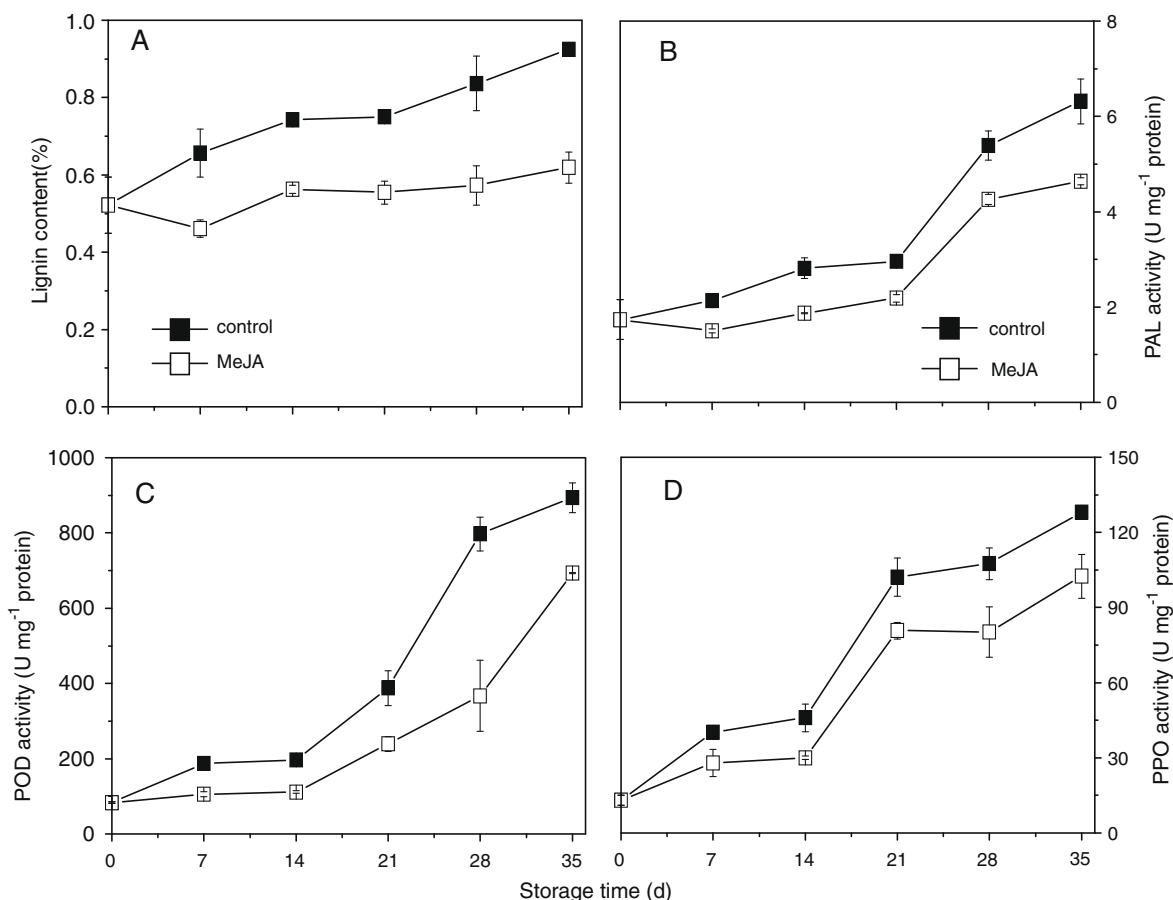 1.0
0.8
0.6
0.4
0.2
0.0
Lignin content(%)
A
control
MeJA
8
6
4
2
0
PAL activity (U mg⁻¹ protein)
B
control
MeJA
1000
800
600
400
200
0
POD activity (U mg⁻¹ protein)
C
0 7 14 21 28 35
150
120
90
60
30
0
PPO activity (U mg⁻¹ protein)
D
0 7 14 21 28 35
Storage time (d)